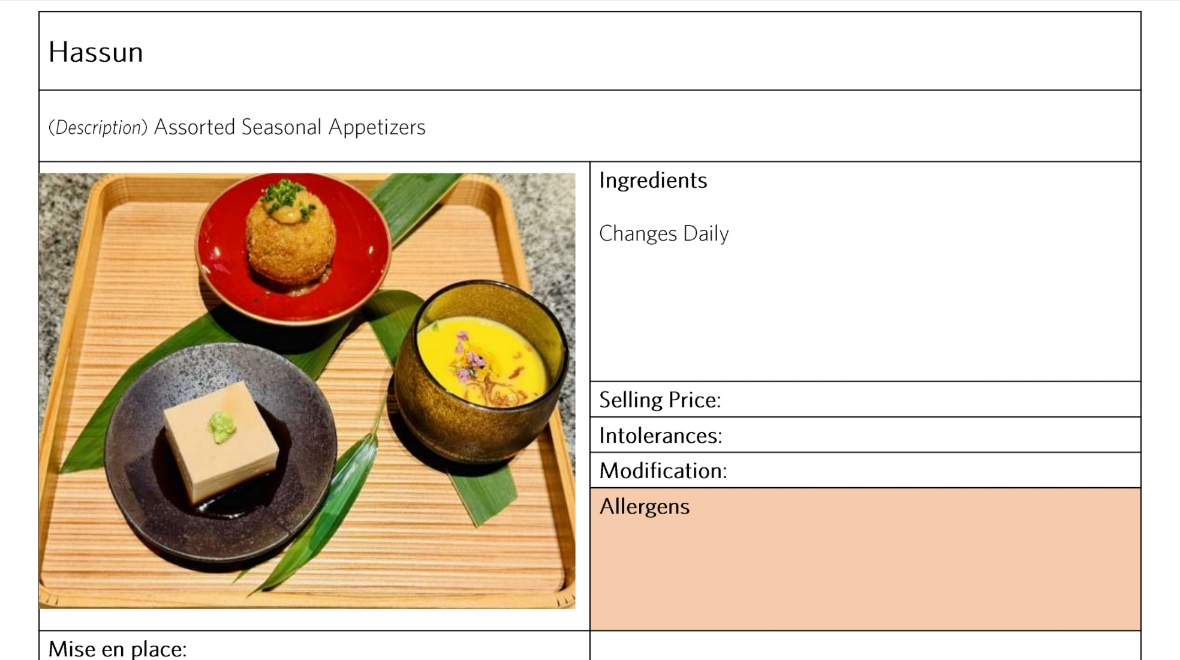 Hassun
(Description) Assorted Seasonal Appetizers
Ingredients
Changes Daily
Selling Price:
Intolerances:
Modification:
Allergens
Mise en place: